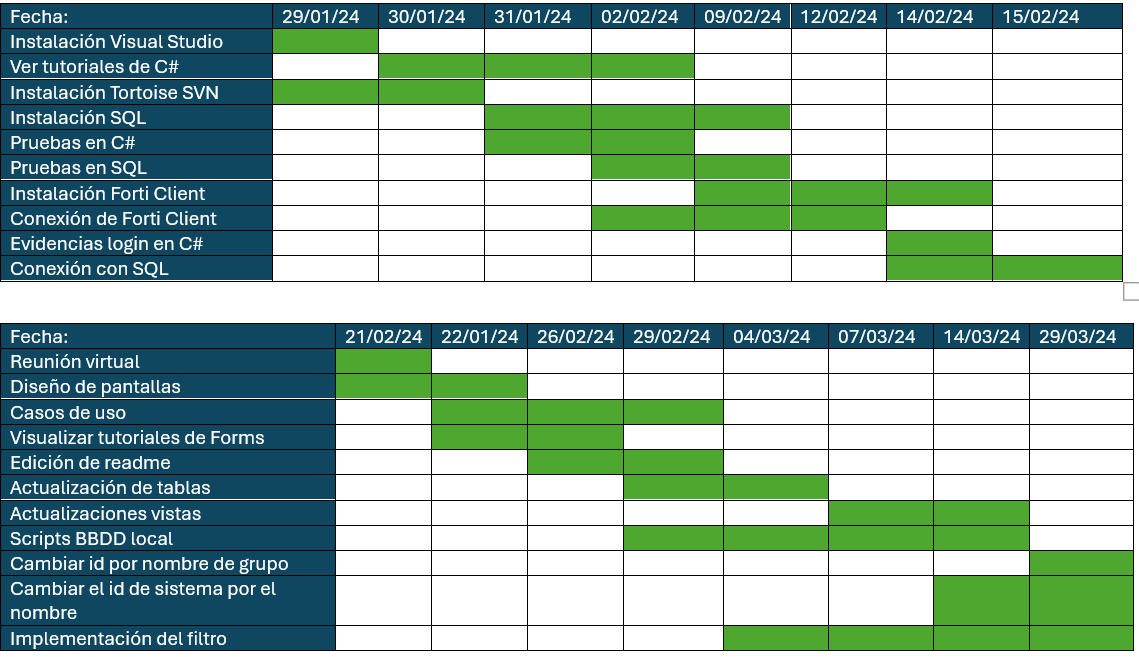 Fecha: 29/01/24 30/01/24 31/01/24 02/02/24 09/02/24 12/02/24 14/02/24 15/02/24
Instalación Visual Studio
Ver tutoriales de C#
Instalación Tortoise SVN
Instalación SQL
Pruebas en C#
Pruebas en SQL
Instalación Forti Client
Conexión de Forti Client
Evidencias login en C#
Conexión con SQL
Fecha: 21/02/24 22/01/24 26/02/24 29/02/24 04/03/24 07/03/24 14/03/24 29/03/24
Reunión virtual
Diseño de pantallas
Casos de uso
Visualizar tutoriales de Forms
Edición de readme
Actualización de tablas
Actualizaciones vistas
Scripts BBDD local
Cambiar id por nombre de grupo
Cambiar el id de sistema por el
nombre
Implementación del filtro